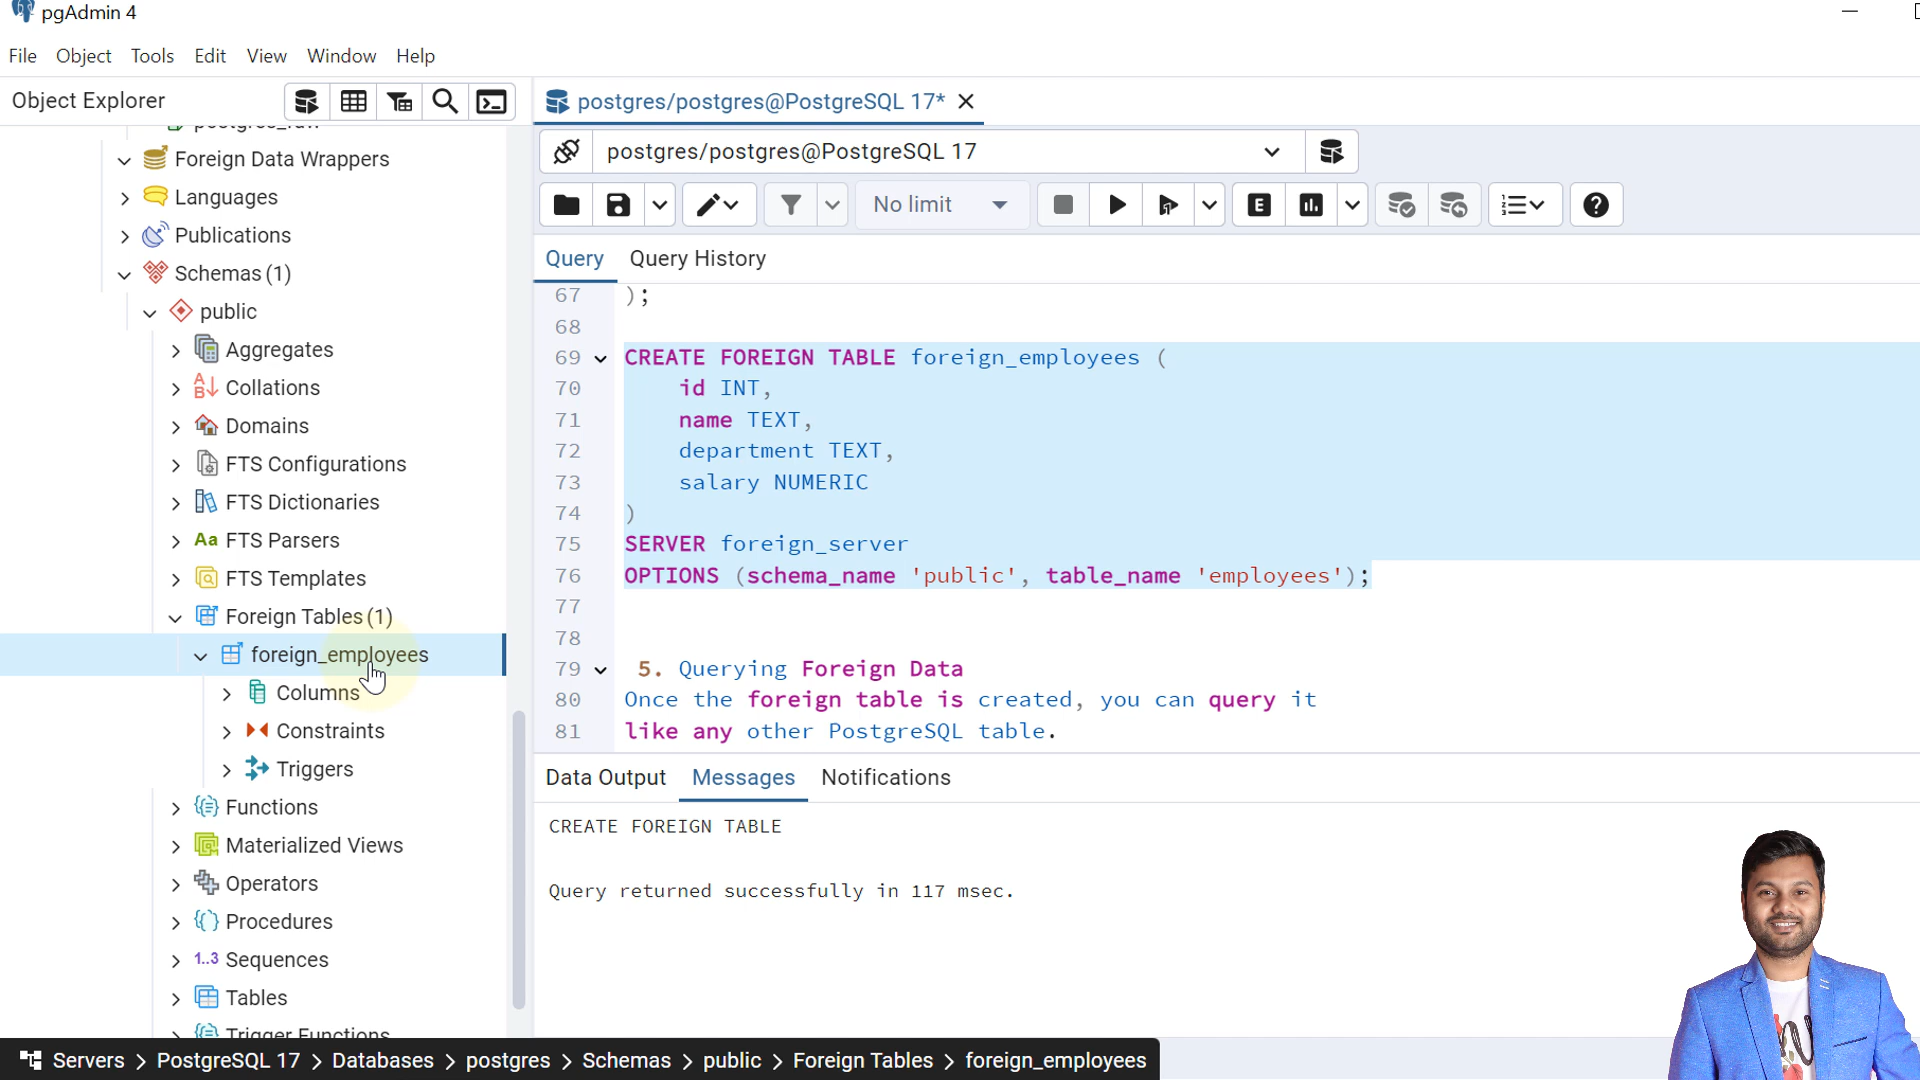 pgAdmin 4
File Object Tools Edit View Window Help
Object Explorer
Foreign Data Wrappers
Languages
Publications
Schemas (1)
public
Aggregates
Collations
Domains
FTS Configurations
FTS Dictionaries
Aa FTS Parsers
FTS Templates
Foreign Tables (1)
foreign_employees
Columns
Constraints
Triggers
Functions
Materialized Views
Operators
Procedures
1..3 Sequences
Tables
Trigger Functions
postgres/postgres@PostgreSQL 17*
postgres/postgres@PostgreSQL 17
No limit
E
Query Query History
67 );
68
69 CREATE FOREIGN TABLE foreign_employees (
70 id INT,
71 name TEXT,
72 department TEXT,
73 salary NUMERIC
74 )
75 SERVER foreign_server
76 OPTIONS (schema_name 'public', table_name 'employees');
77
78
79 5. Querying Foreign Data
80 Once the foreign table is created, you can query it
81 like any other PostgreSQL table.
Data Output Messages Notifications
CREATE FOREIGN TABLE
Query returned successfully in 117 msec.
Servers > PostgreSQL 17 > Databases > postgres > Schemas > public > Foreign Tables > foreign_employees